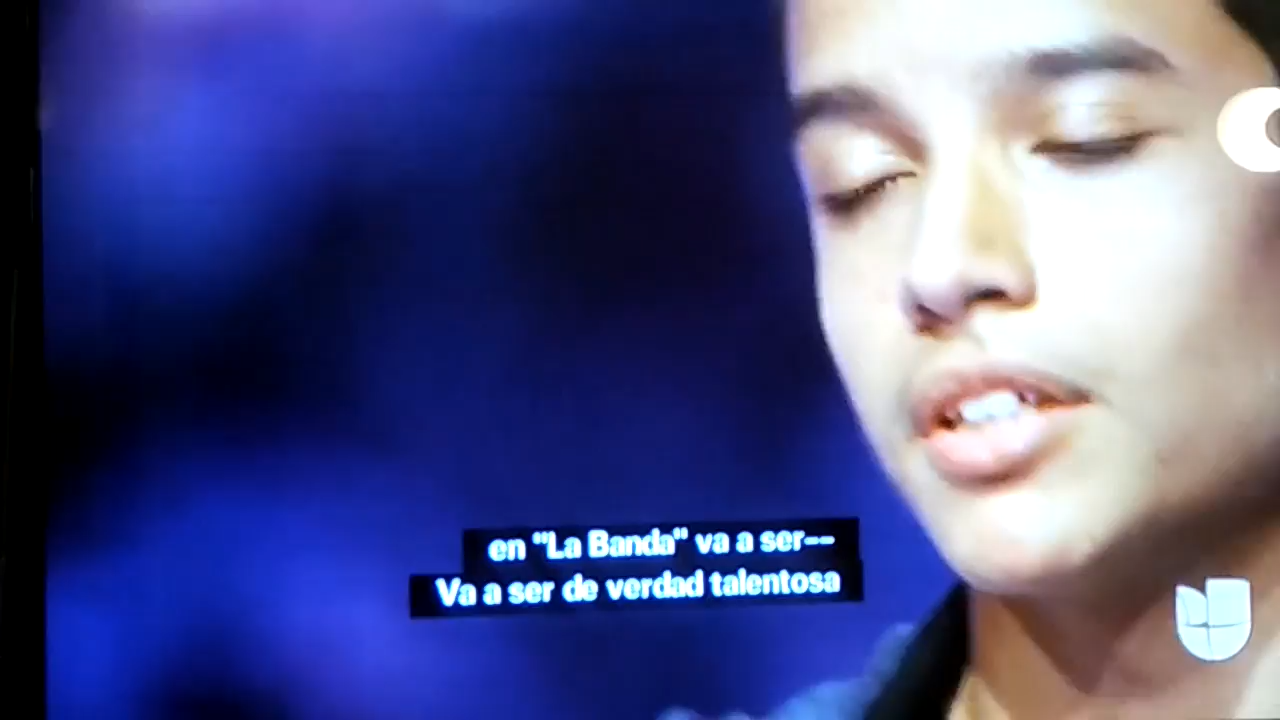 en "La Banda" va a ser--
Va a ser de verdad talentosa